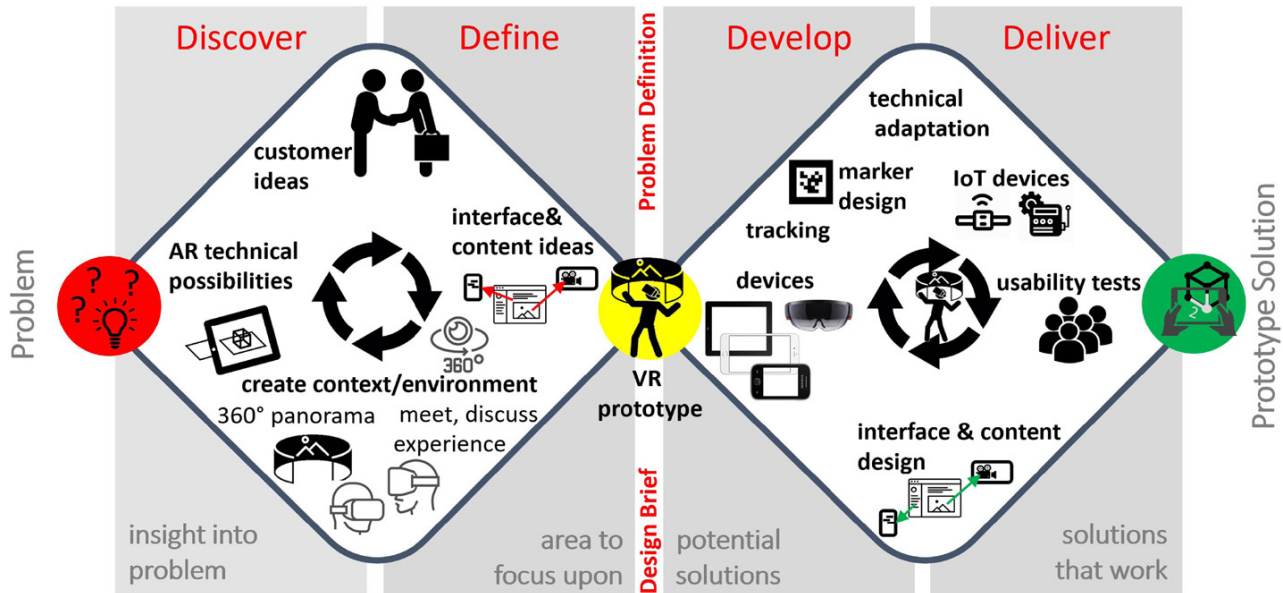 Discover
Define
Develop
Deliver
Problem
Problem Definition
Prototype Solution
customer
ideas
AR technical
possibilities
interface&
content ideas
360°
create context/environment
360° panorama
meet, discuss
experience
VR
prototype
technical
adaptation
marker
design
IoT devices
tracking
devices
usability tests
interface & content
design
? ? ?
2
insight into
problem
area to
focus upon
Design Brief
potential
solutions
solutions
that work